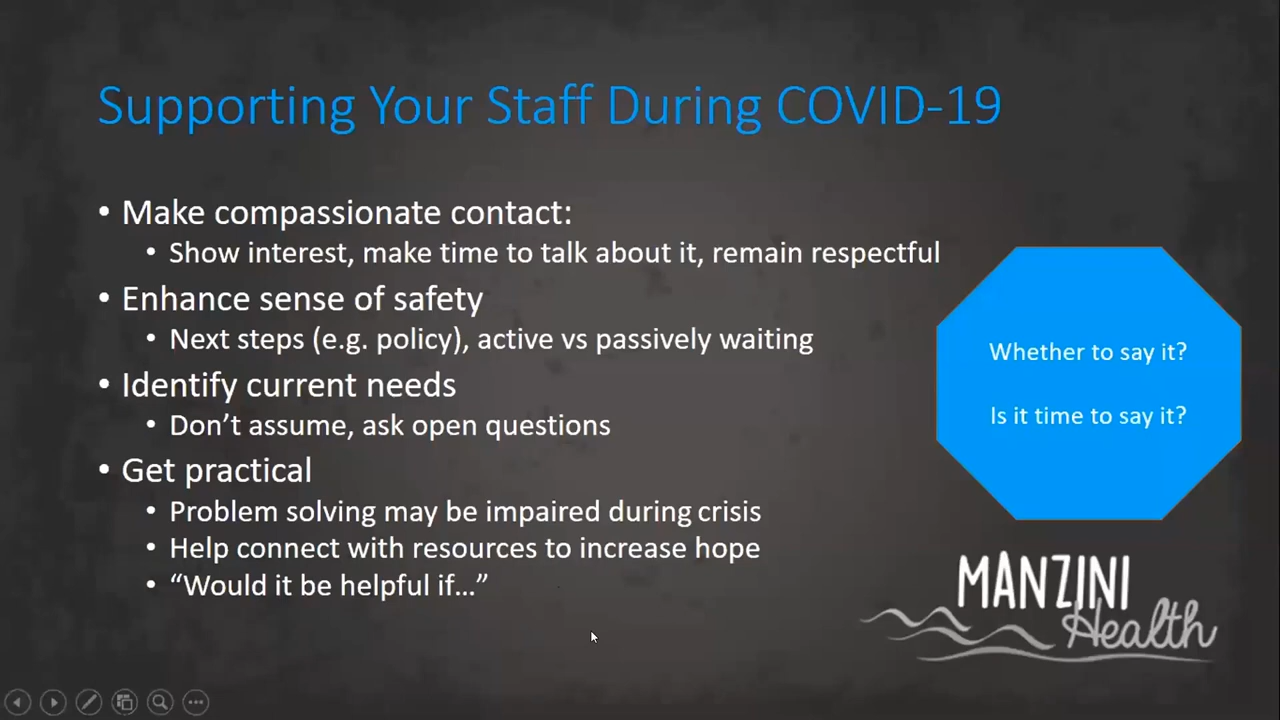 Supporting Your Staff During COVID-19
• Make compassionate contact:
• Show interest, make time to talk about it, remain respectful
• Enhance sense of safety
• Next steps (e.g. policy), active vs passively waiting
• Identify current needs
• Don’t assume, ask open questions
• Get practical
• Problem solving may be impaired during crisis
• Help connect with resources to increase hope
• “Would it be helpful if…”
Whether to say it?
Is it time to say it?
MANZINI
Health